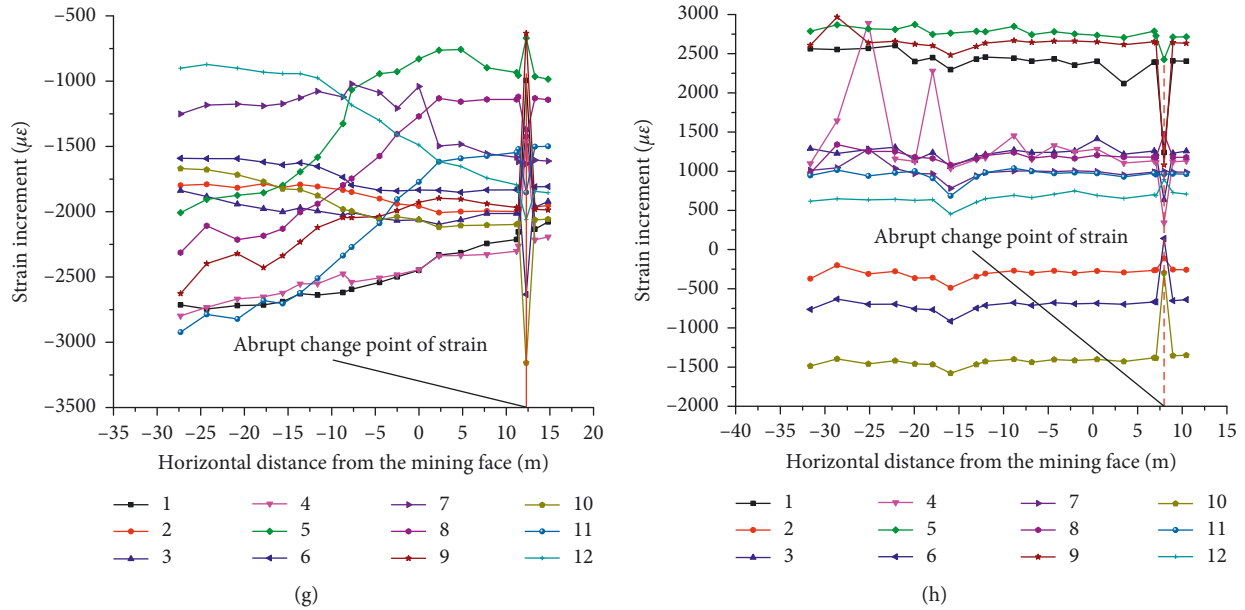 −500
−1000
−1500
−2000
−2500
−3000
−3500
Strain increment (με)
Abrupt change point of strain
−35 −30 −25 −20 −15 −10 −5 0 5 10 15 20
Horizontal distance from the mining face (m)
1 4 7 10
2 5 8 11
3 6 9 12
(g)
3000
2500
2000
1500
1000
500
0
−500
−1000
−1500
−2000
Strain increment (με)
Abrupt change point of strain
−40 −35 −30 −25 −20 −15 −10 −5 0 5 10 15
Horizontal distance from the mining face (m)
1 4 7 10
2 5 8 11
3 6 9 12
(h)